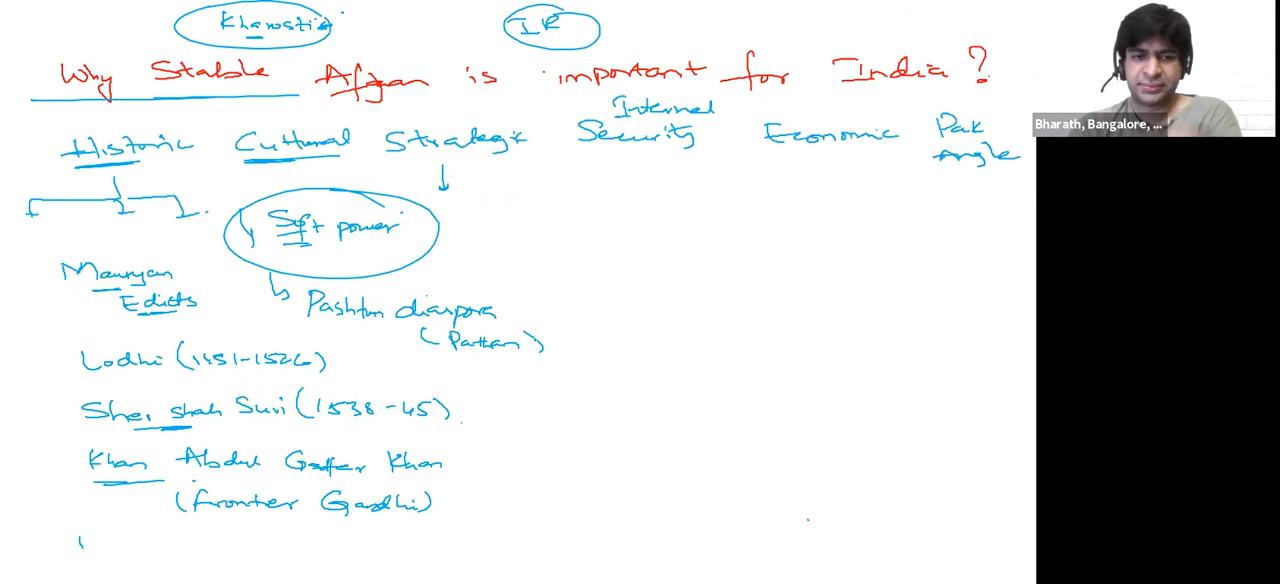 Kharosti IR
Why Stable Afgan is important for India?
Historic Cultural Strategic Internal Security Economic Pak Angle
Bharath, Bangalore, ...
Soft power
Mauryan
Edicts
Pashtun diaspora
(Pathan)
Lodhi (1451-1526)
Sher shah Suri (1538-45)
Khan Abdul Gaffer Khan
(frontier Gandhi)